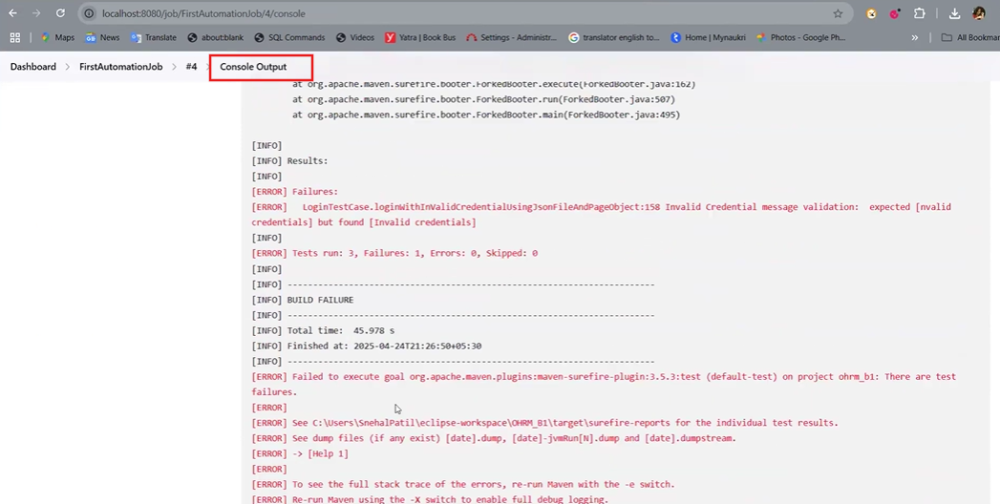 localhost:8080/job/FirstAutomationJob/4/console
Maps News Translate about:blank SQL Commands Videos Yatra | Book Bus Settings - Administr... translator english to... Home | Mynaukri Photos - Google Ph... » All Bookmar
Dashboard > FirstAutomationJob > #4 > Console Output
at org.apache.maven.surefire.booter.ForkedBooter.execute(ForkedBooter.java:162)
at org.apache.maven.surefire.booter.ForkedBooter.run(ForkedBooter.java:507)
at org.apache.maven.surefire.booter.ForkedBooter.main(ForkedBooter.java:495)
[INFO]
[INFO] Results:
[INFO]
[ERROR] Failures:
[ERROR]   LoginTestCase.loginWithInValidCredentialUsingJsonFileAndPageObject:158 Invalid Credential message validation:  expected [nvalid
credentials] but found [Invalid credentials]
[INFO]
[ERROR] Tests run: 3, Failures: 1, Errors: 0, Skipped: 0
[INFO]
[INFO] ------------------------------------------------------------------------
[INFO] BUILD FAILURE
[INFO] ------------------------------------------------------------------------
[INFO] Total time:  45.978 s
[INFO] Finished at: 2025-04-24T21:26:50+05:30
[INFO] ------------------------------------------------------------------------
[ERROR] Failed to execute goal org.apache.maven.plugins:maven-surefire-plugin:3.5.3:test (default-test) on project ohrm_b1: There are test
failures.
[ERROR]
[ERROR] See C:\Users\SnehalPatil\eclipse-workspace\OHRM_B1\target\surefire-reports for the individual test results.
[ERROR] See dump files (if any exist) [date].dump, [date]-jvmRun[N].dump and [date].dumpstream.
[ERROR] -> [Help 1]
[ERROR]
[ERROR] To see the full stack trace of the errors, re-run Maven with the -e switch.
[ERROR] Re-run Maven using the -X switch to enable full debug logging.